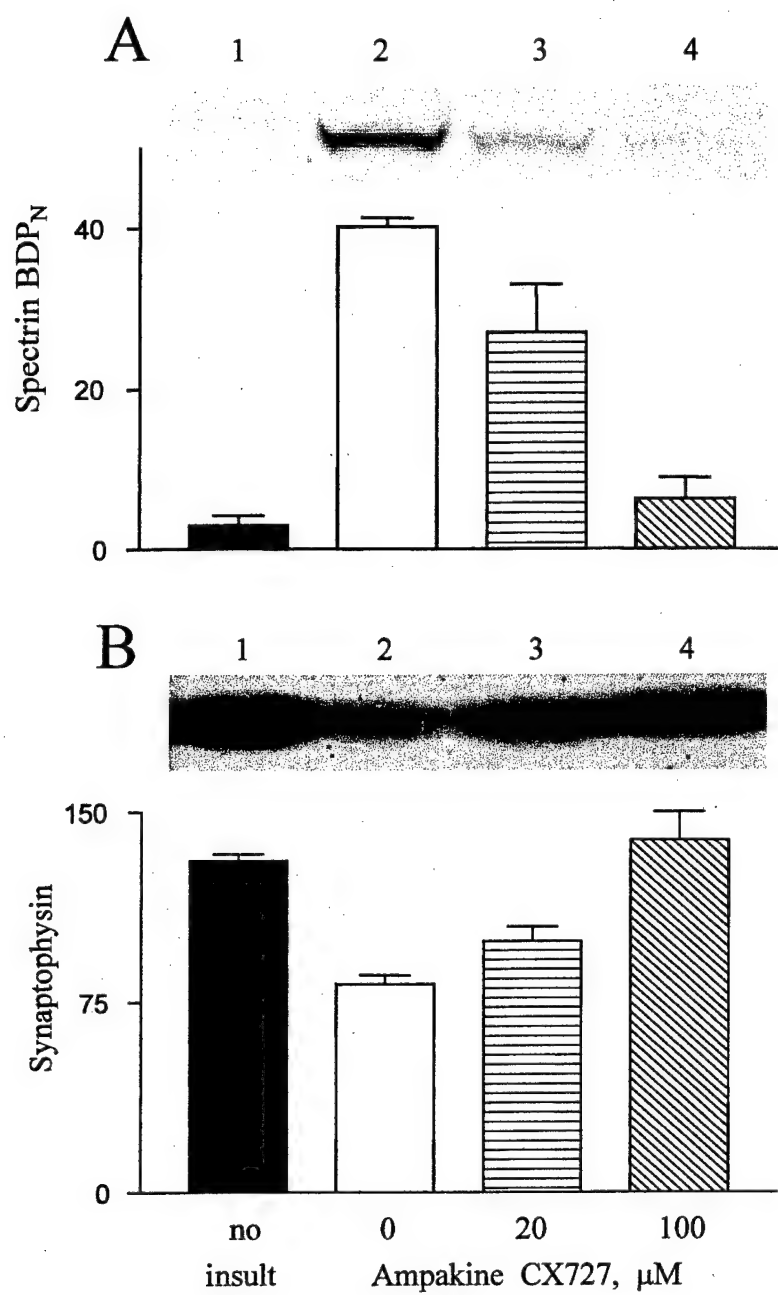 A 1 2 3 4
Spectrin BDPN
40
20
0
B 1 2 3 4
Synaptophysin
150
75
0
no insult 0 20 100
Ampakine CX727, μM